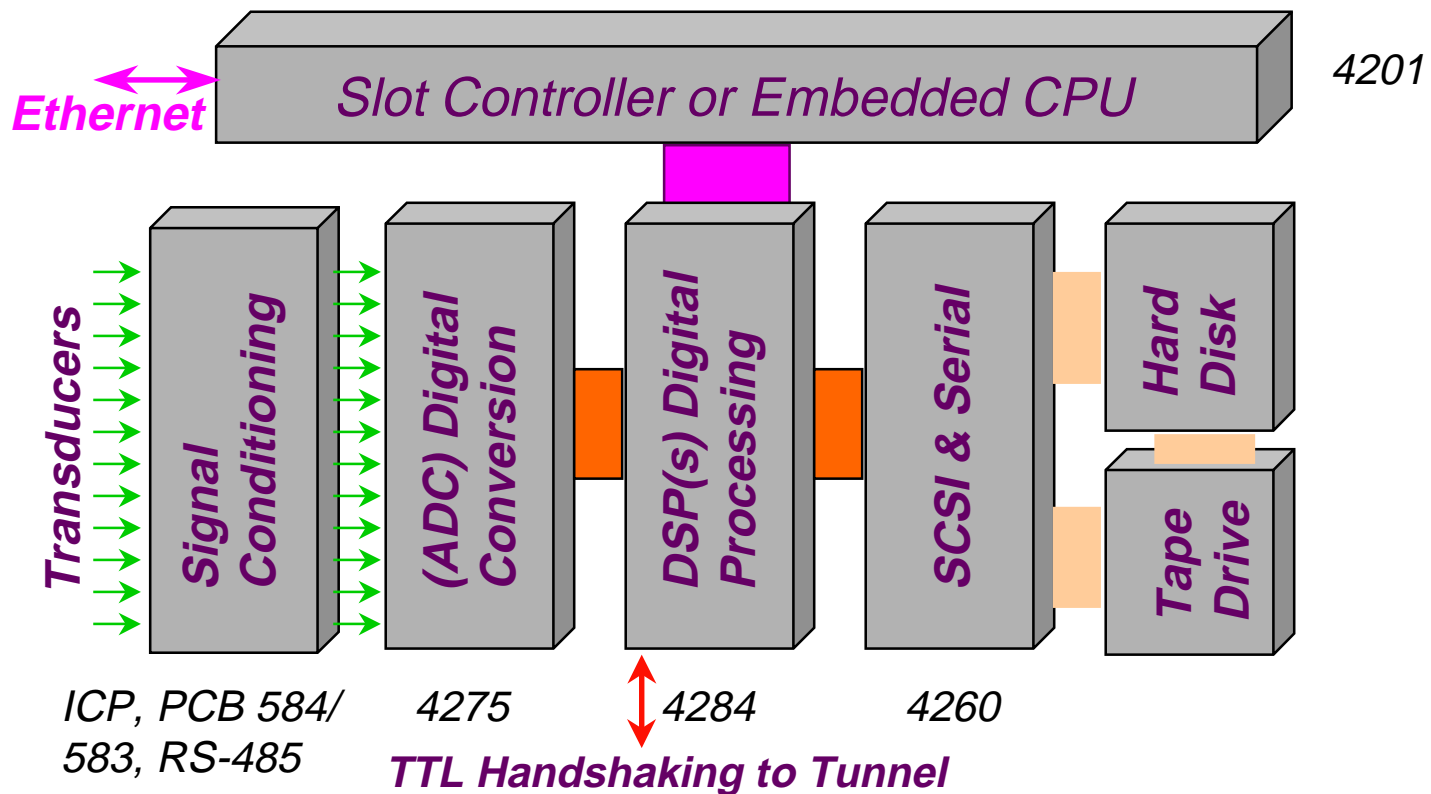 Slot Controller or Embedded CPU
4201
Ethernet
Transducers
Signal
Conditioning
(ADC) Digital
Conversion
DSP(s) Digital
Processing
SCSI & Serial
Hard
Disk
Tape
Drive
ICP, PCB 584/
583, RS-485
4275
4284
4260
TTL Handshaking to Tunnel